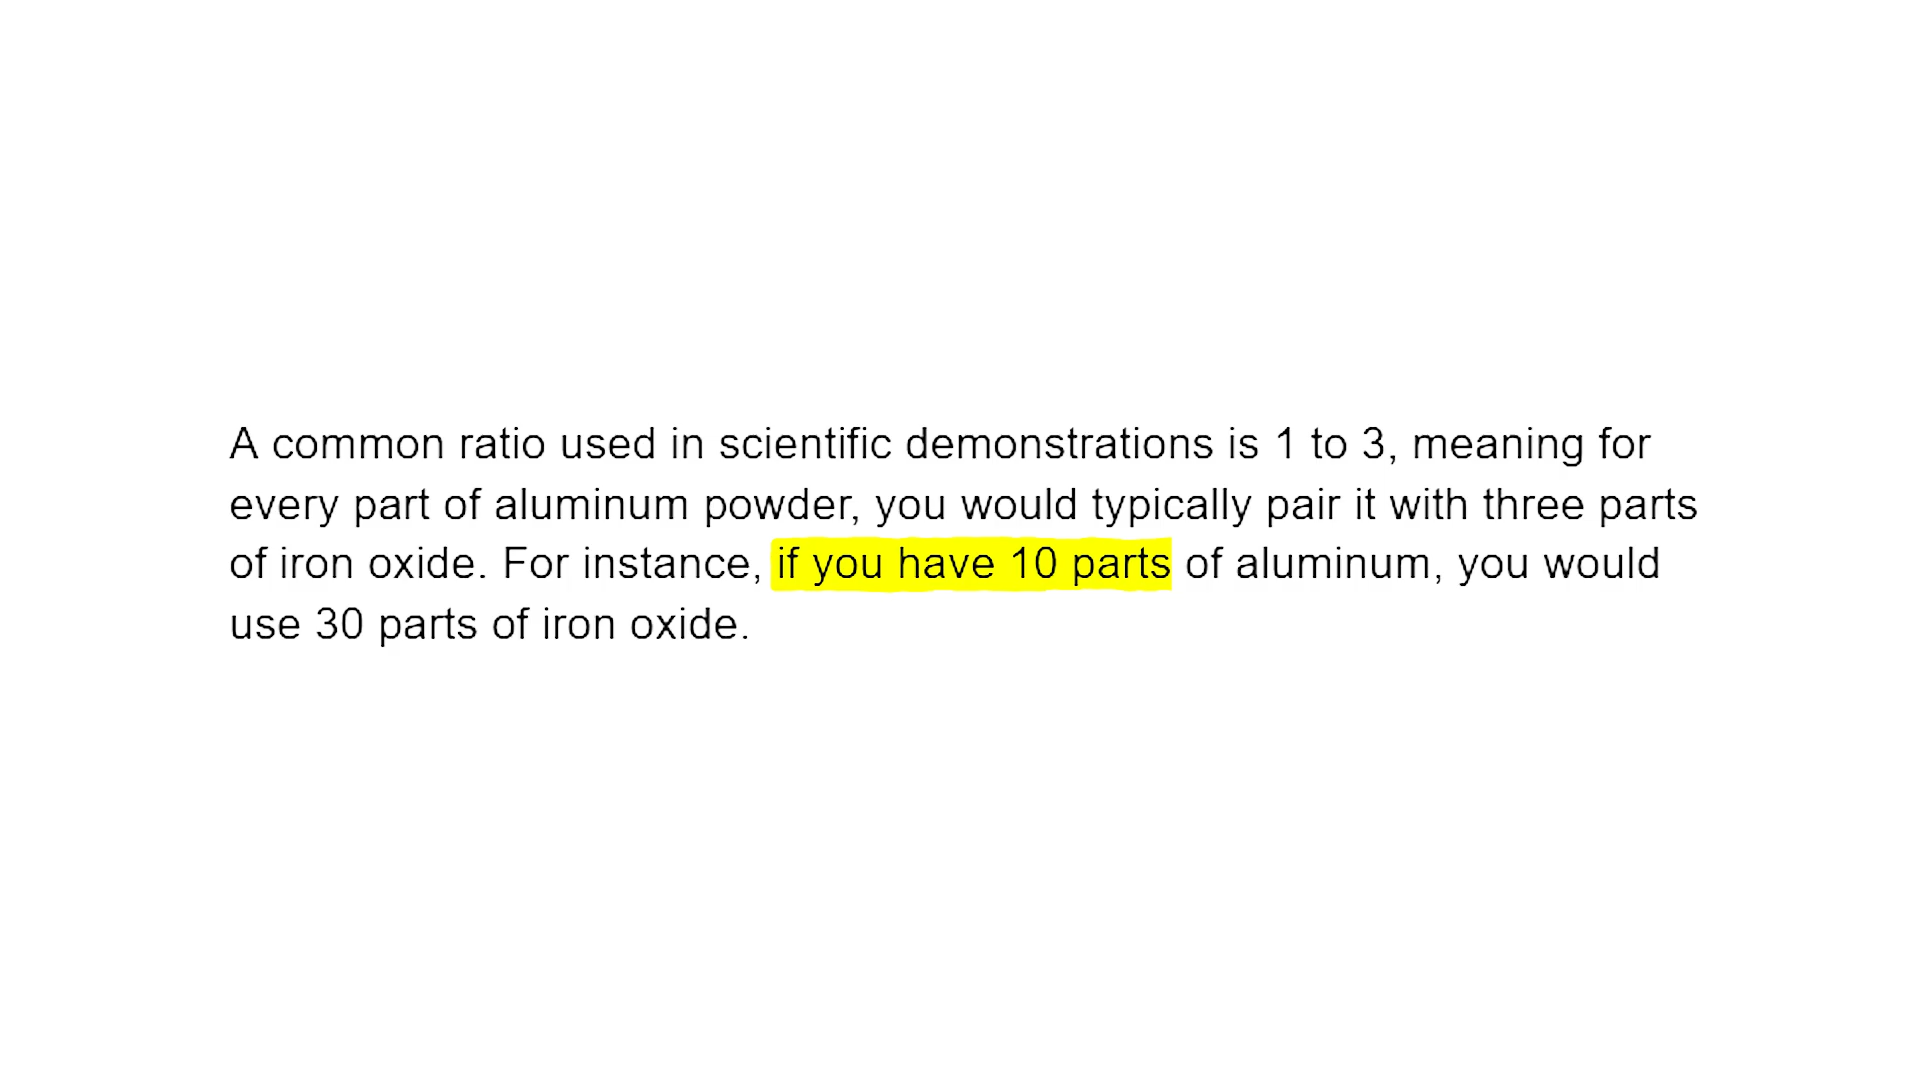 A common ratio used in scientific demonstrations is 1 to 3, meaning for
every part of aluminum powder, you would typically pair it with three parts
of iron oxide. For instance, if you have 10 parts of aluminum, you would
use 30 parts of iron oxide.